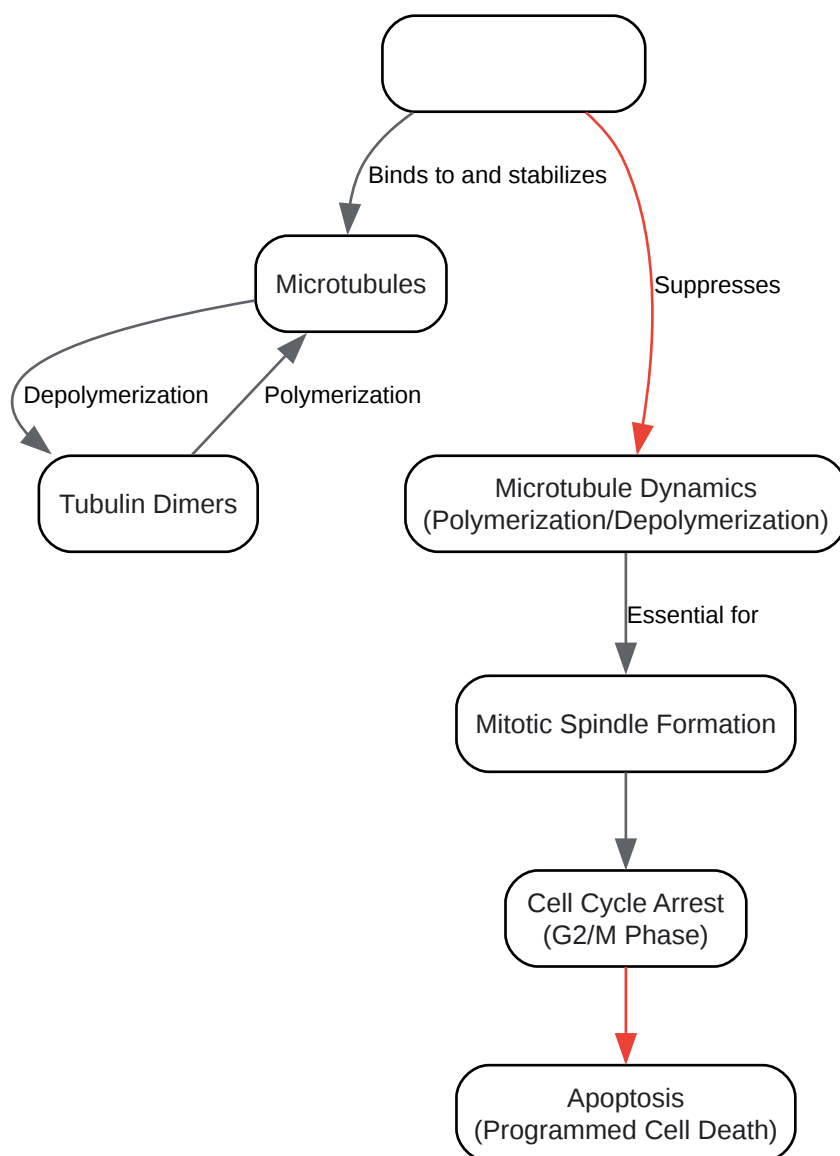 Binds to and stabilizes
Microtubules
Suppresses
Depolymerization
Polymerization
Tubulin Dimers
Microtubule Dynamics
(Polymerization/Depolymerization)
Essential for
Mitotic Spindle Formation
Cell Cycle Arrest
(G2/M Phase)
Apoptosis
(Programmed Cell Death)